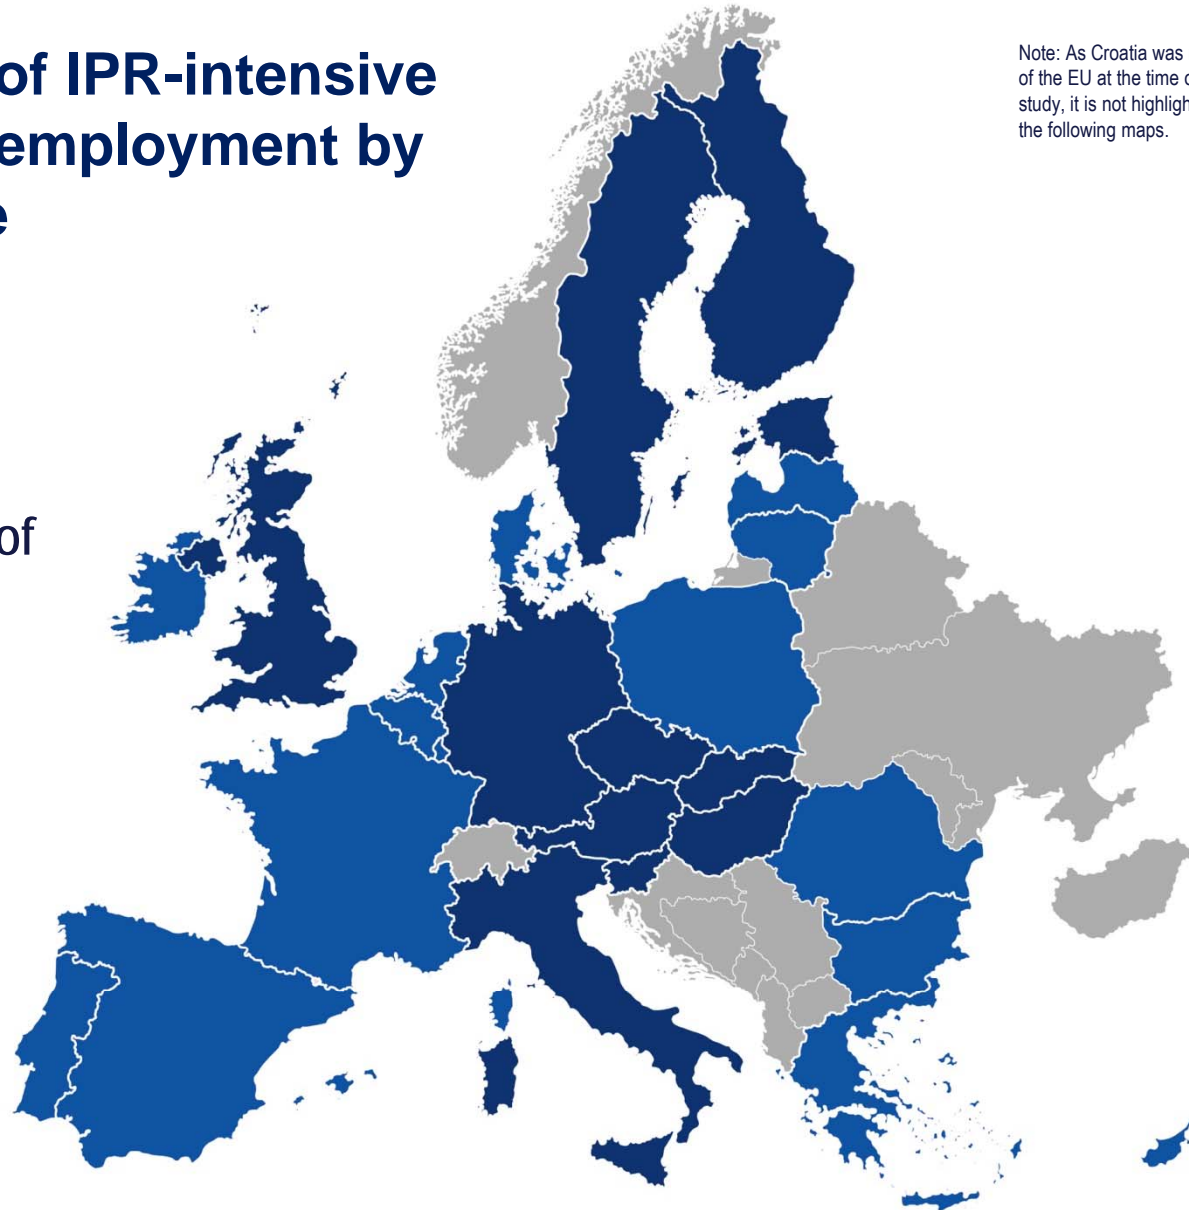 of IPR-intensive
employment by
e
of
Note: As Croatia was
of the EU at the time o
study, it is not highligh
the following maps.